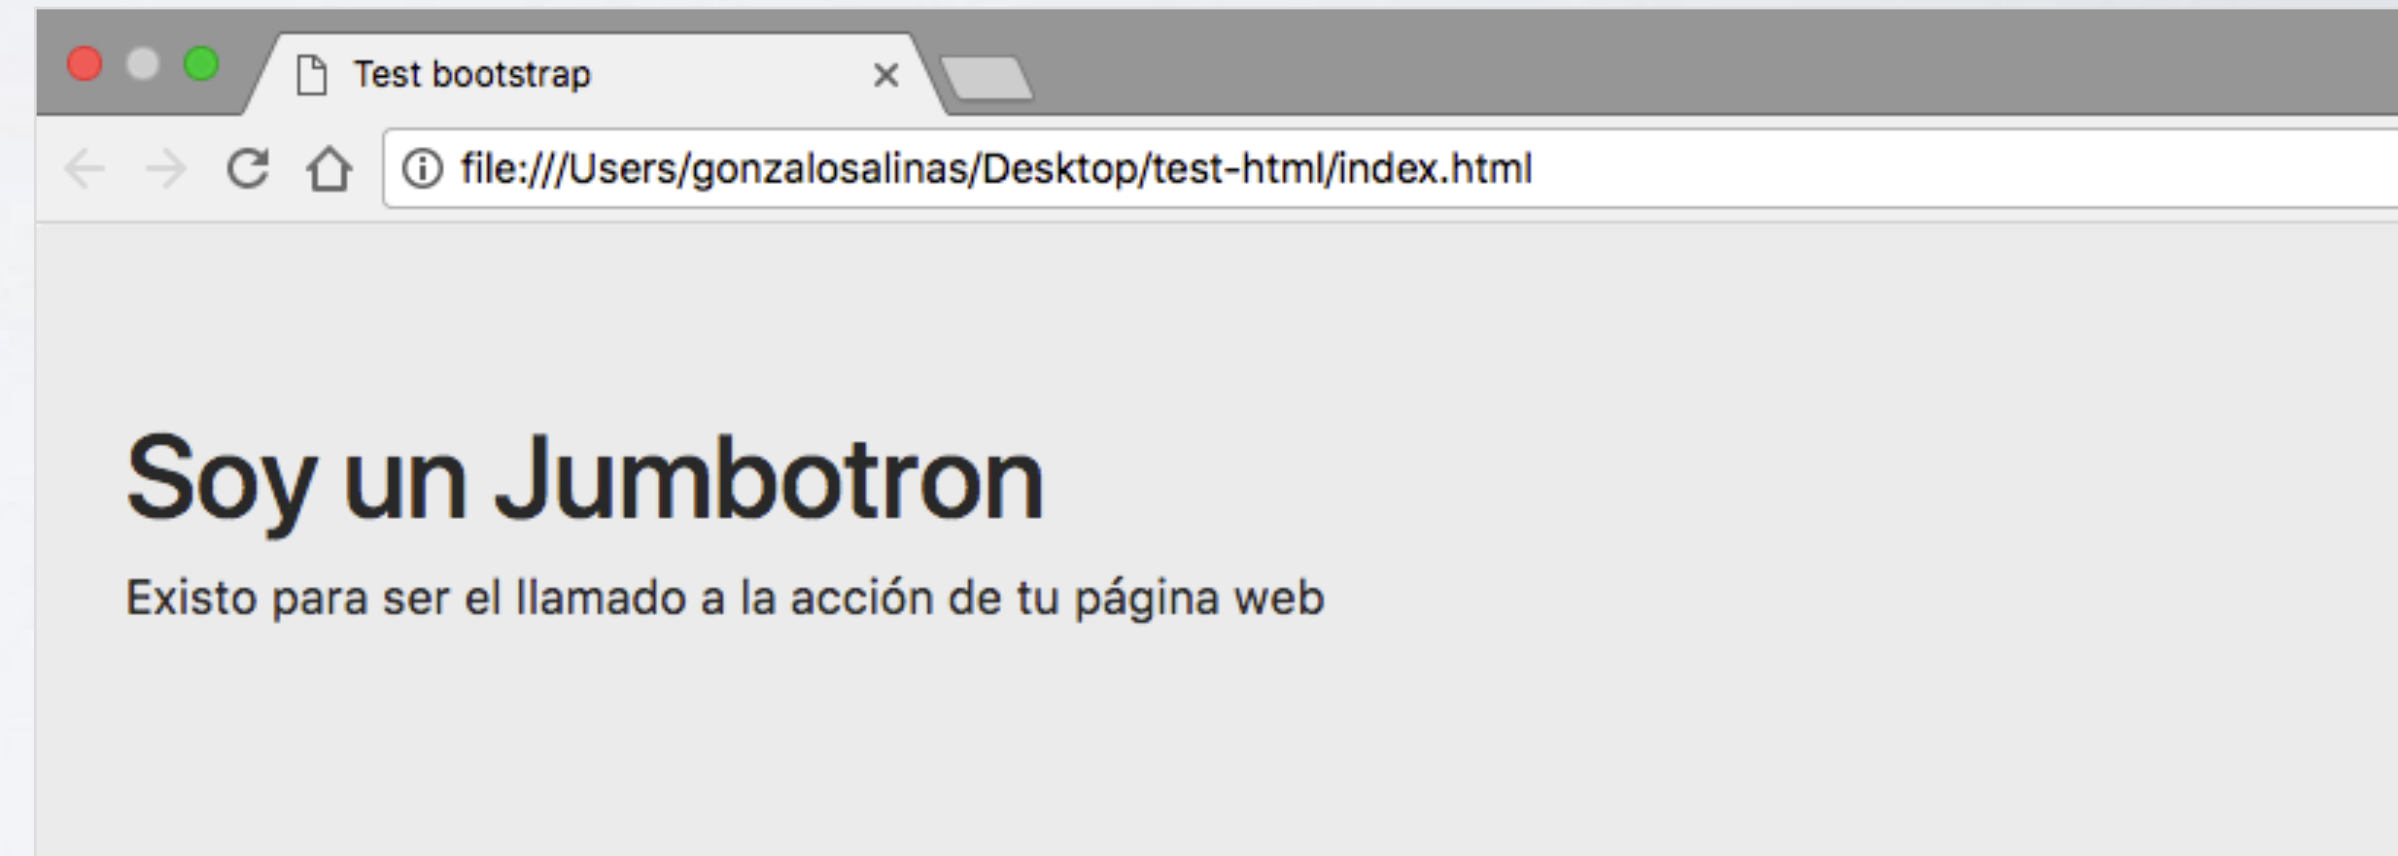 Test bootstrap
file:///Users/gonzalosalinas/Desktop/test-html/index.html
Soy un Jumbotron
Existo para ser el llamado a la acción de tu página web